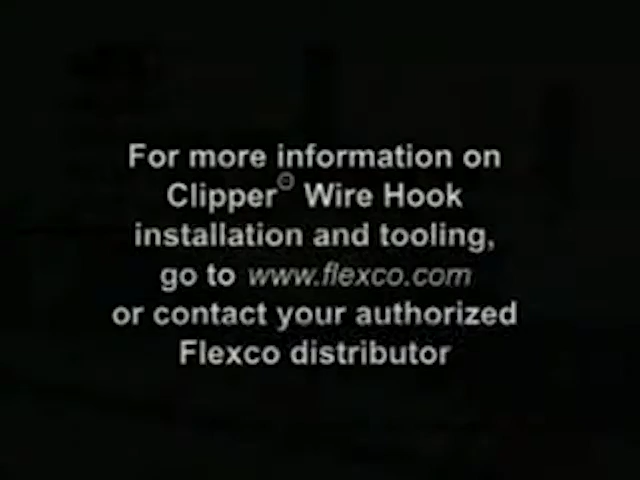 For more information on
Clipper® Wire Hook
installation and tooling,
go to www.flexco.com
or contact your authorized
Flexco distributor